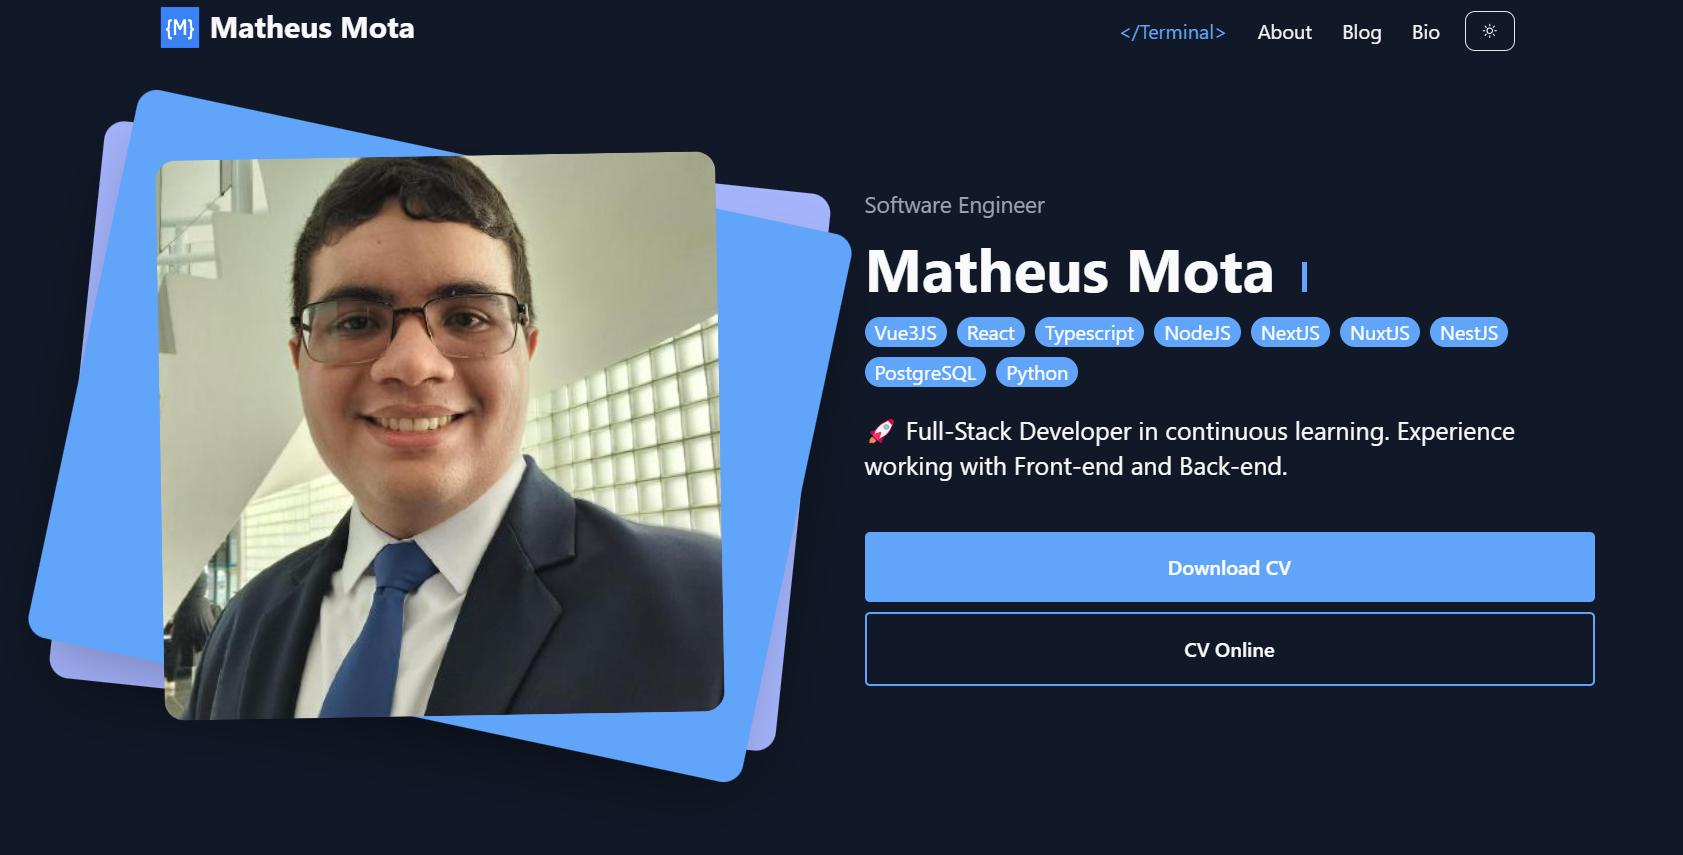 {M} Matheus Mota
</Terminal> About Blog Bio
Software Engineer
Matheus Mota
Vue3JS React Typescript NodeJS NextJS NuxtJS NestJS
PostgreSQL Python
🚀 Full-Stack Developer in continuous learning. Experience
working with Front-end and Back-end.
Download CV
CV Online